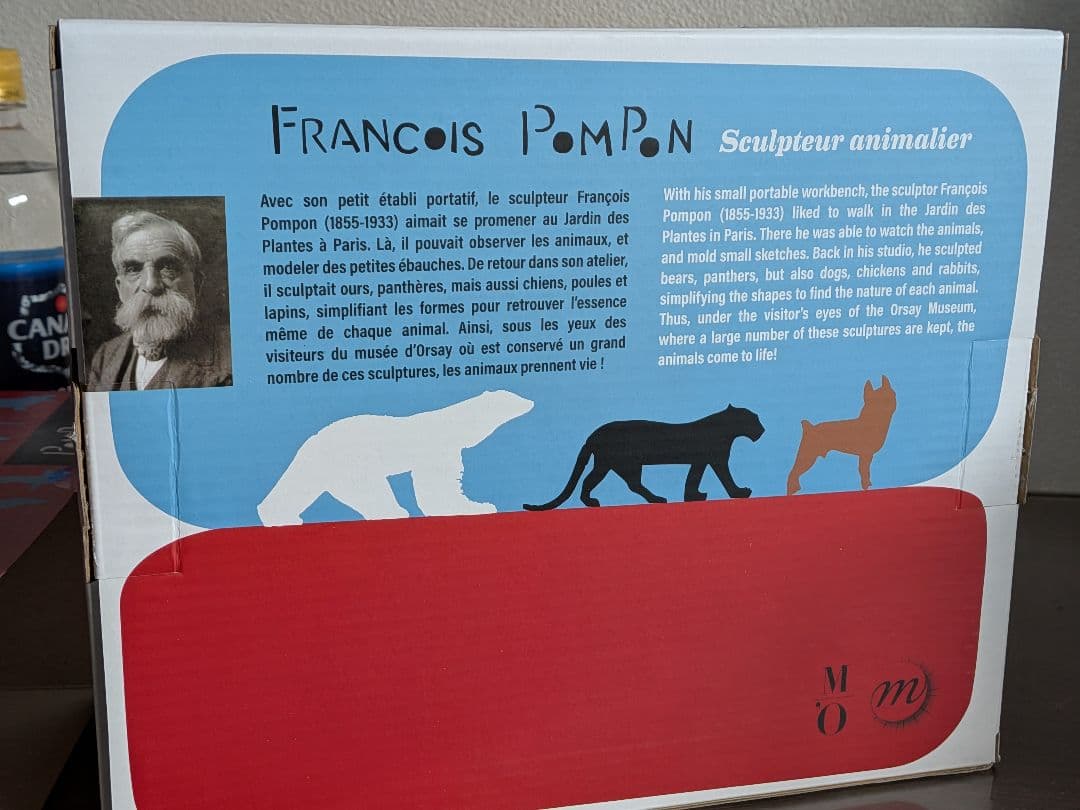 FRANCOIS POMPON Sculpteur animalier
Avec son petit établi portatif, le sculpteur François
Pompon (1855-1933) aimait se promener au Jardin des
Plantes à Paris. Là, il pouvait observer les animaux, et
modeler des petites ébauches. De retour dans son atelier,
il sculptait ours, panthères, mais aussi chiens, poules et
lapins, simplifiant les formes pour retrouver l'essence
même de chaque animal. Ainsi, sous les yeux des
visiteurs du musée d'Orsay où est conservé un grand
nombre de ces sculptures, les animaux prennent vie !
With his small portable workbench, the sculptor François
Pompon (1855-1933) liked to walk in the Jardin des
Plantes in Paris. There he was able to watch the animals,
and mold small sketches. Back in his studio, he sculpted
bears, panthers, but also dogs, chickens and rabbits,
simplifying the shapes to find the nature of each animal.
Thus, under the visitor's eyes of the Orsay Museum,
where a large number of these sculptures are kept, the
animals come to life!
CAN
DR
M
'O
m